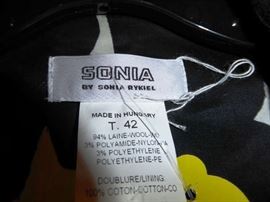 SONIA
BY SONIA RYKIEL
MADE IN HUNGARY
T. 42
94% LAINE-WOOL-WO
3% POLYAMIDE-NYLON-PA
3% POLYETHYLENE
POLYETHYLENE-PE
DOUBLURE/LINING:
100% COTON-COTTON-CO